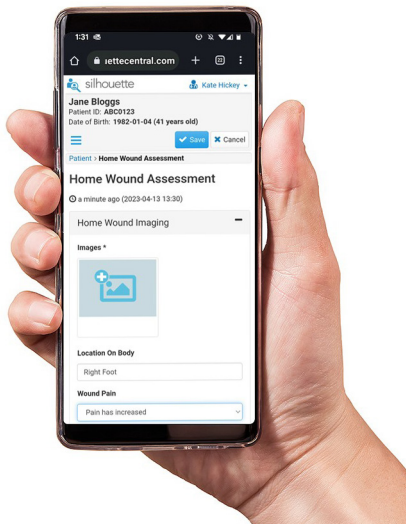 1:31
ettecentral.com
silhouette
Kate Hickey
Jane Bloggs
Patient ID: ABC0123
Date of Birth: 1982-01-04 (41 years old)
Save
Cancel
Patient > Home Wound Assessment
Home Wound Assessment
a minute ago (2023-04-13 13:30)
Home Wound Imaging
Images *
Location On Body
Right Foot
Wound Pain
Pain has increased